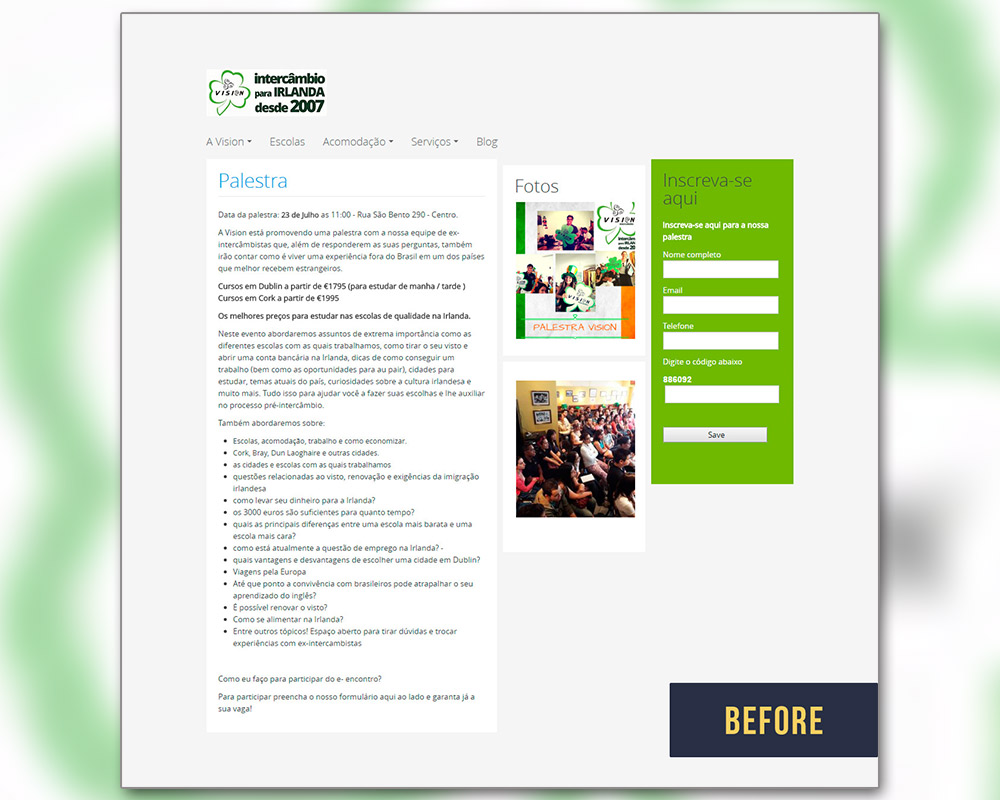 VISION
intercâmbio
para IRLANDA
desde 2007
A Vision
Escolas
Acomodação
Serviços
Blog
Palestra
Data da palestra: 23 de Julho as 11:00 - Rua São Bento 290 - Centro.
A Vision está promovendo uma palestra com a nossa equipe de ex-
intercâmbistas que, além de responderem as suas perguntas, também
irão contar como é viver uma experiência fora do Brasil em um dos países
que melhor recebem estrangeiros.
Cursos em Dublin a partir de €1795 (para estudar de manha / tarde )
Cursos em Cork a partir de €1995
Os melhores preços para estudar nas escolas de qualidade na Irlanda.
Neste evento abordaremos assuntos de extrema importância como as
diferentes escolas com as quais trabalhamos, como tirar o seu visto e
abrir uma conta bancária na Irlanda, dicas de como conseguir um
trabalho (bem como as oportunidades para au pair), cidades para
estudar, temas atuais do país, curiosidades sobre a cultura irlandesa e
muito mais. Tudo isso para ajudar você a fazer suas escolhas e lhe auxiliar
no processo pré-intercâmbio.
Também abordaremos sobre:
Escolas, acomodação, trabalho e como economizar.
Cork, Bray, Dun Laoghaire e outras cidades.
as cidades e escolas com as quais trabalhamos
questões relacionadas ao visto, renovação e exigências da imigração
irlandesa
como levar seu dinheiro para a Irlanda?
os 3000 euros são suficientes para quanto tempo?
quais as principais diferenças entre uma escola mais barata e uma
escola mais cara?
como está atualmente a questão de emprego na Irlanda? -
quais vantagens e desvantagens de escolher uma cidade em Dublin?
Viagens pela Europa
Até que ponto a convivência com brasileiros pode atrapalhar o seu
aprendizado do inglês?
É possível renovar o visto?
Como se alimentar na Irlanda?
Entre outros tópicos! Espaço aberto para tirar dúvidas e trocar
experiências com ex-intercambistas
Como eu faço para participar do e- encontro?
Para participar preencha o nosso formulário aqui ao lado e garanta já a
sua vaga!
Fotos
VISION
PALESTRA VISION
Inscreva-se
aqui
Inscreva-se aqui para a nossa
palestra
Nome completo
Email
Telefone
Digite o código abaixo
886092
Save
BEFORE